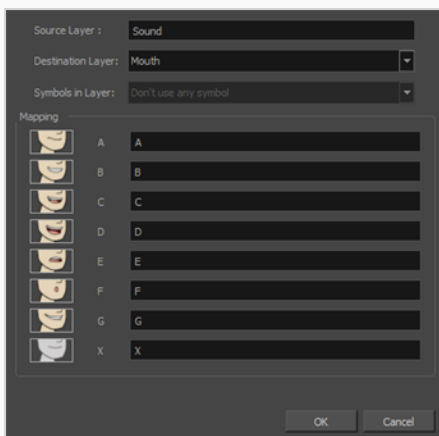 Source Layer : Sound
Destination Layer: Mouth
Symbols in Layer: Don't use any symbol
Mapping
A A
B B
C C
D D
E E
F F
G G
X X
OK Cancel